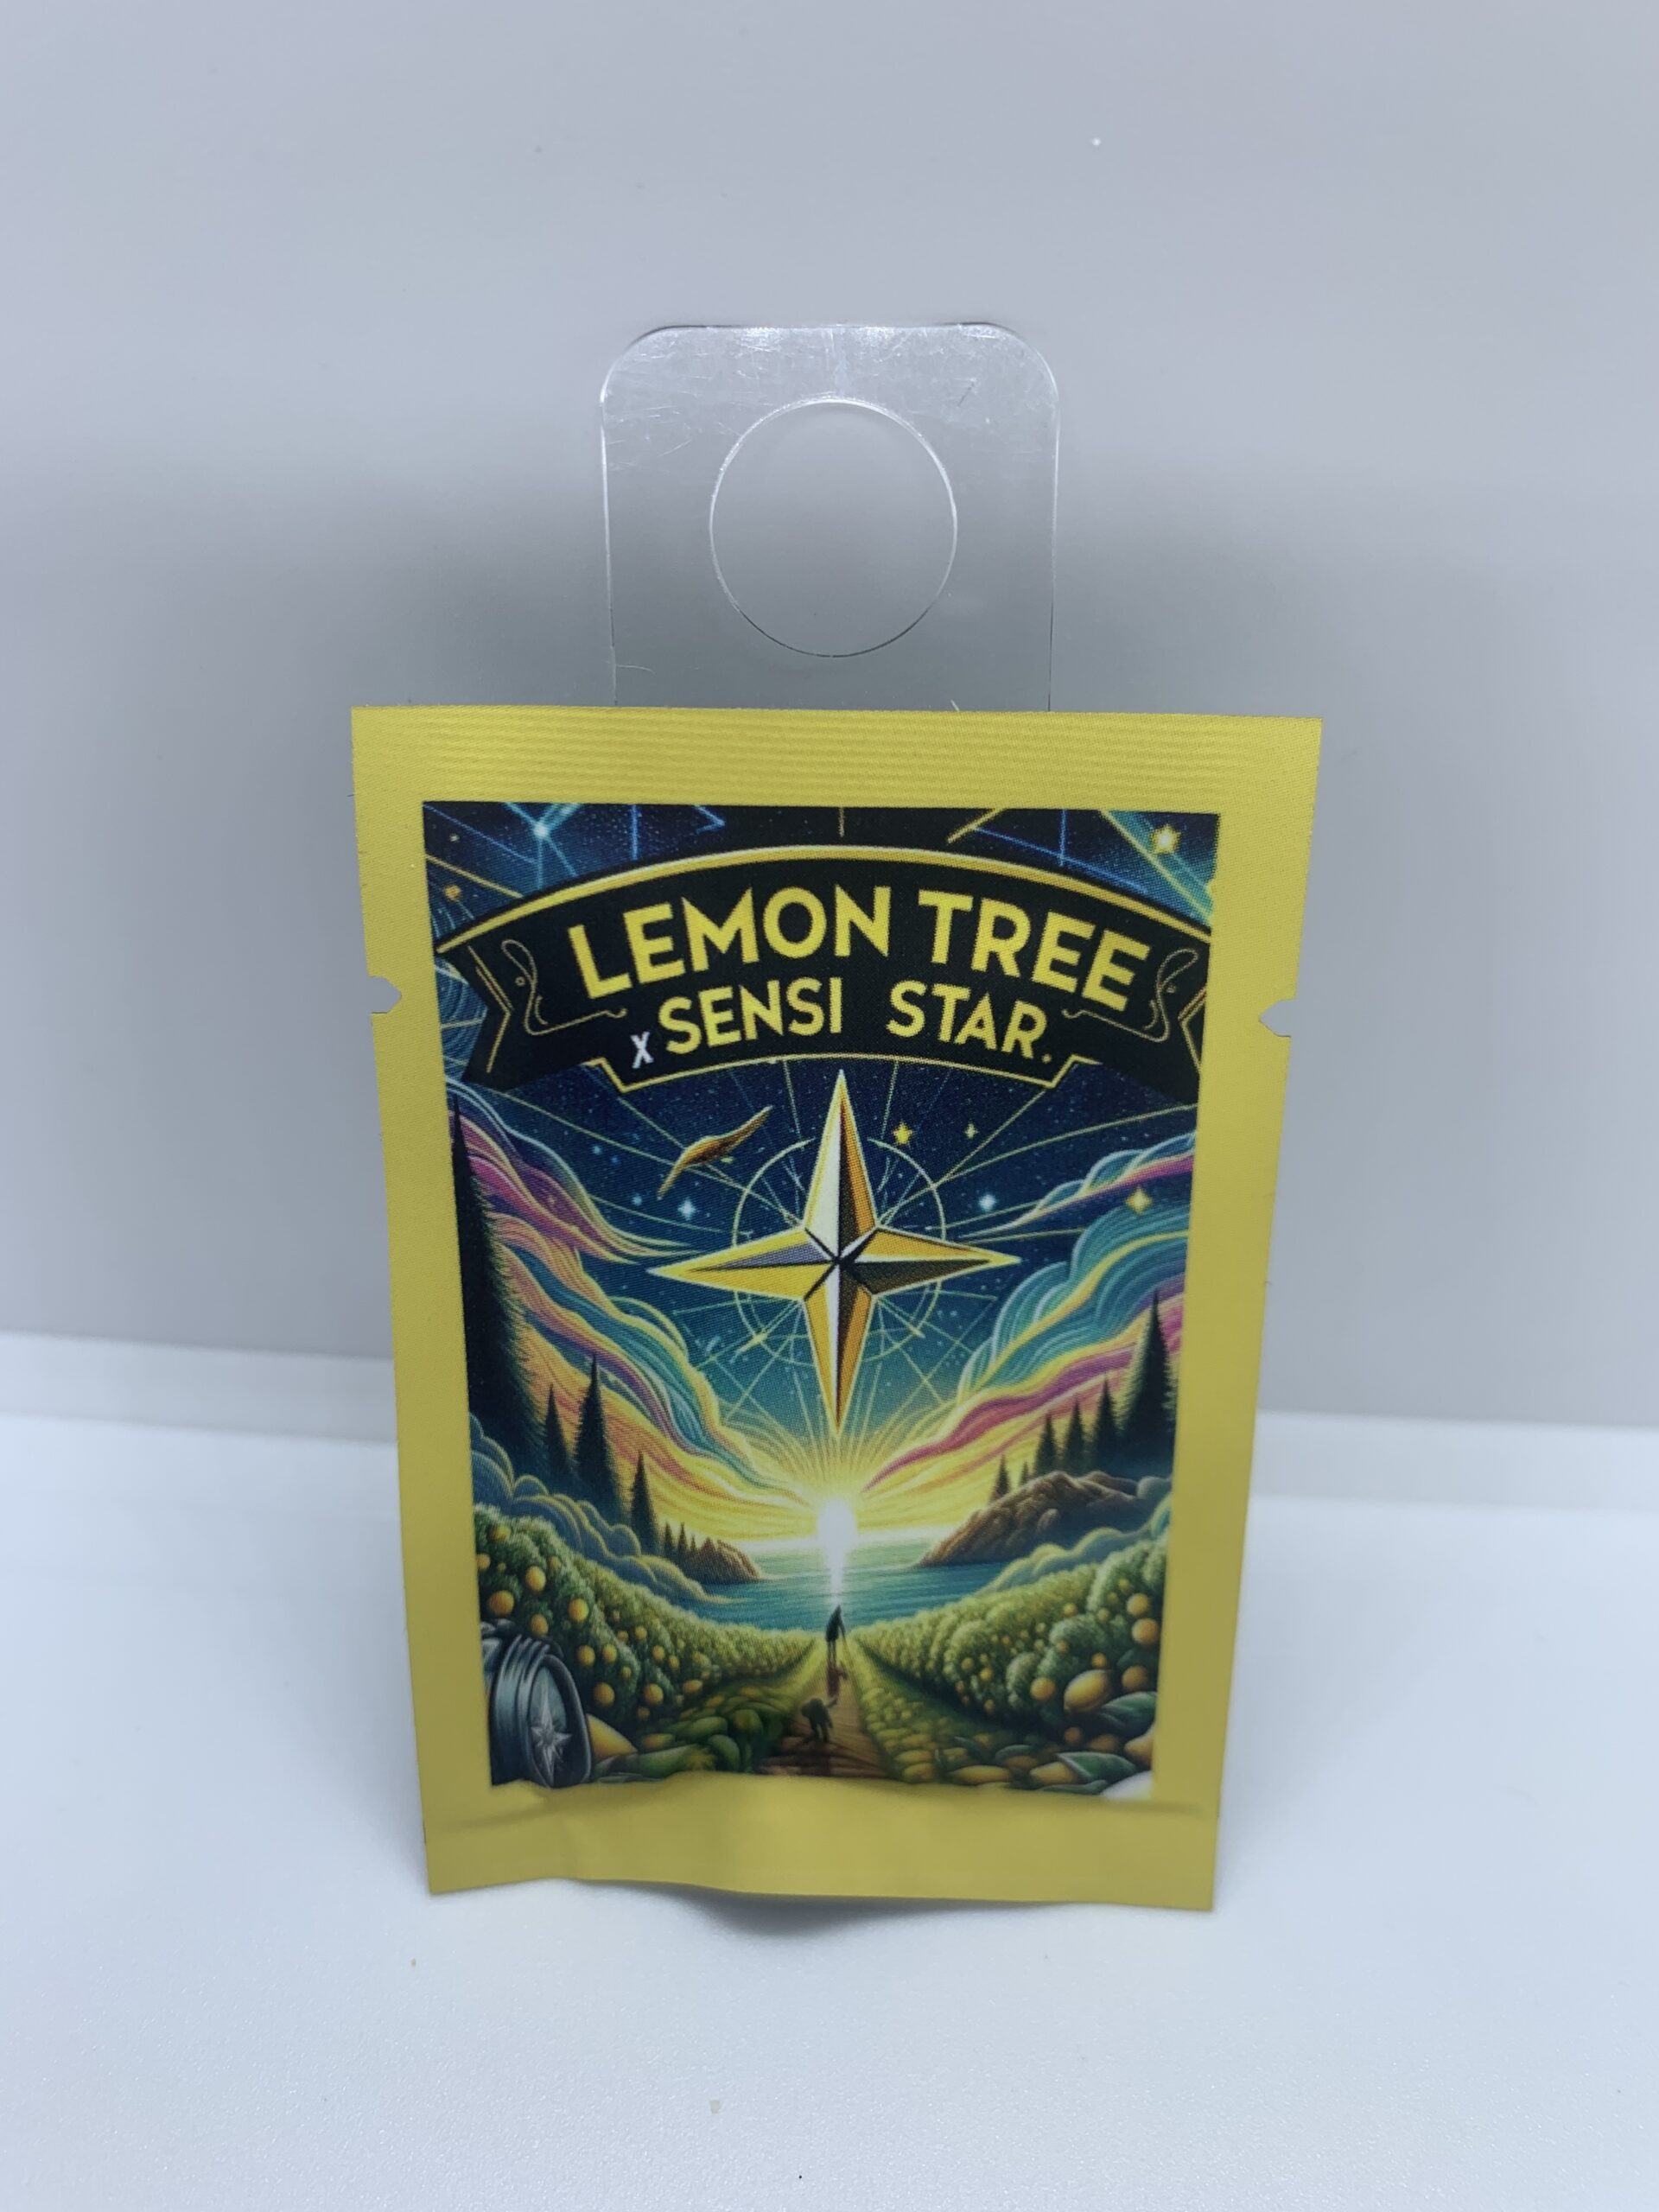 LEMON TREE
X SENSI STAR.